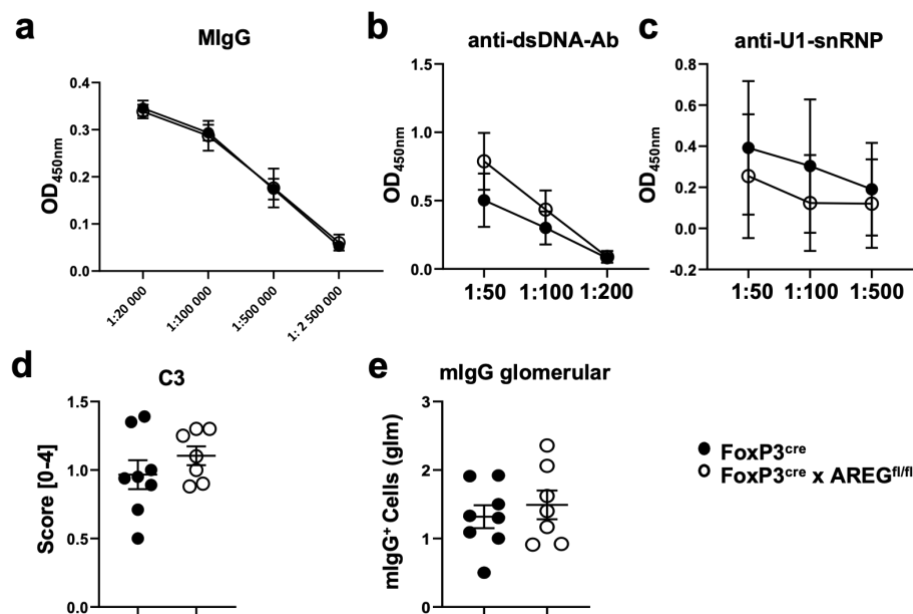 a
MIgG
OD450nm
0.4
0.3
0.2
0.1
0.0
1:20 000
1:100 000
1:500 000
1: 2 500 000
b
anti-dsDNA-Ab
1.5
1.0
0.5
0.0
1:50
1:100
1:200
c
anti-U1-snRNP
OD450nm
0.8
0.6
0.4
0.2
0.0
-0.2
1:50
1:100
1:500
d
C3
Score [0-4]
1.5
1.0
0.5
0.0
e
mIgG glomerular
mIgG+ Cells (glm)
3
2
1
0
FoxP3cre
FoxP3cre x AREGfl/fl